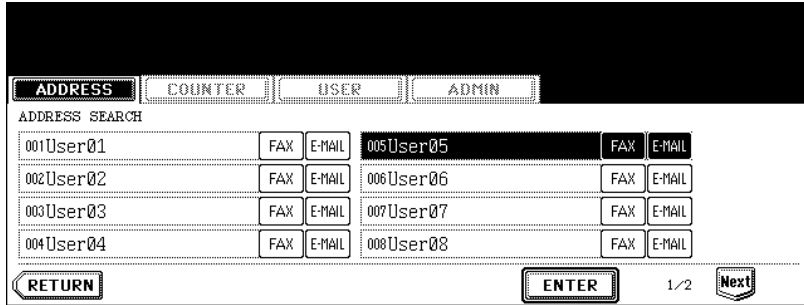 ADDRESS COUNTER USER ADMIN
ADDRESS SEARCH
001User01 FAX E-MAIL 005User05 FAX E-MAIL
002User02 FAX E-MAIL 006User06 FAX E-MAIL
003User03 FAX E-MAIL 007User07 FAX E-MAIL
004User04 FAX E-MAIL 008User08 FAX E-MAIL
RETURN ENTER 1/2 Next